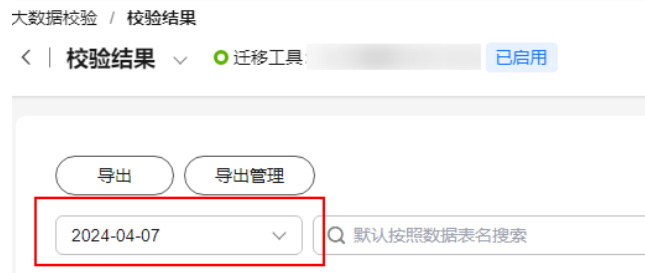 大数据校验 / 校验结果
校验结果 迁移工具: 已启用
导出 导出管理
2024-04-07 默认按照数据表名搜索